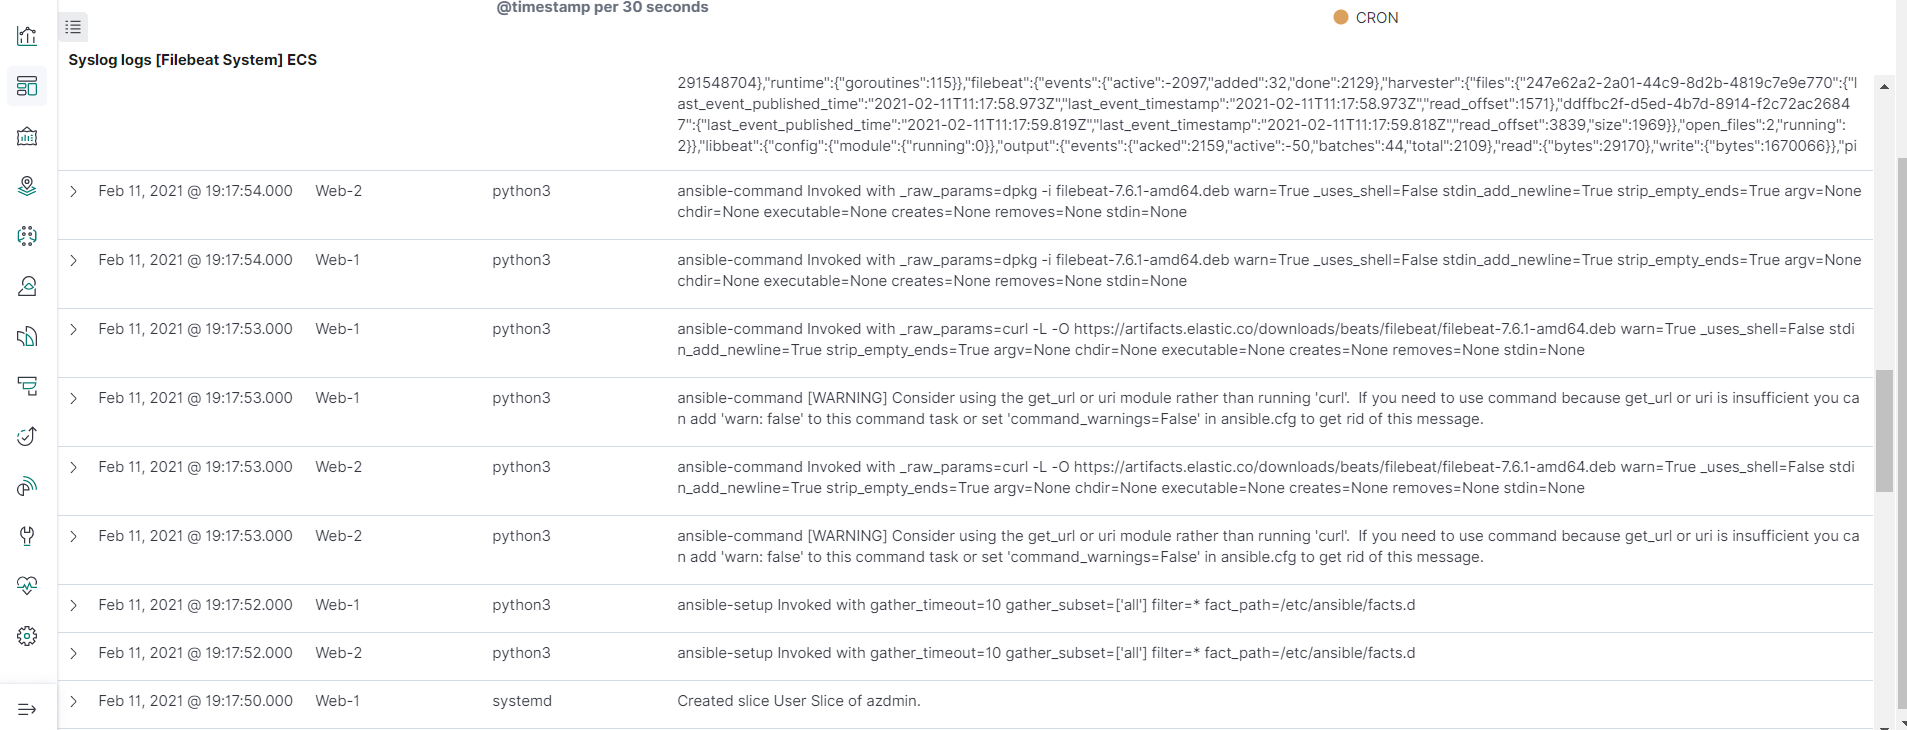 @timestamp per 30 seconds
CRON
Syslog logs [Filebeat System] ECS
291548704},"runtime":{"goroutines":115}},"filebeat":{"events":{"active":-2097,"added":32,"done":2129},"harvester":{"files":{"247e62a2-2a01-44c9-8d2b-4819c7e9e770":{"l
ast_event_published_time":"2021-02-11T11:17:58.973Z","last_event_timestamp":"2021-02-11T11:17:58.973Z","read_offset":1571},"ddffbc2f-d5ed-4b7d-8914-f2c72ac2684
7":{"last_event_published_time":"2021-02-11T11:17:59.819Z","last_event_timestamp":"2021-02-11T11:17:59.818Z","read_offset":3839,"size":1969}},"open_files":2,"running":
2}},"libbeat":{"config":{"module":{"running":0}},"output":{"events":{"acked":2159,"active":-50,"batches":44,"total":2109},"read":{"bytes":29170},"write":{"bytes":1670066}},"pi
Feb 11, 2021 @ 19:17:54.000 Web-2 python3 ansible-command Invoked with _raw_params=dpkg -i filebeat-7.6.1-amd64.deb warn=True _uses_shell=False stdin_add_newline=True strip_empty_ends=True argv=None
chdir=None executable=None creates=None removes=None stdin=None
Feb 11, 2021 @ 19:17:54.000 Web-1 python3 ansible-command Invoked with _raw_params=dpkg -i filebeat-7.6.1-amd64.deb warn=True _uses_shell=False stdin_add_newline=True strip_empty_ends=True argv=None
chdir=None executable=None creates=None removes=None stdin=None
Feb 11, 2021 @ 19:17:53.000 Web-1 python3 ansible-command Invoked with _raw_params=curl -L -O https://artifacts.elastic.co/downloads/beats/filebeat/filebeat-7.6.1-amd64.deb warn=True _uses_shell=False stdi
n_add_newline=True strip_empty_ends=True argv=None chdir=None executable=None creates=None removes=None stdin=None
Feb 11, 2021 @ 19:17:53.000 Web-1 python3 ansible-command [WARNING] Consider using the get_url or uri module rather than running 'curl'.  If you need to use command because get_url or uri is insufficient you ca
n add 'warn: false' to this command task or set 'command_warnings=False' in ansible.cfg to get rid of this message.
Feb 11, 2021 @ 19:17:53.000 Web-2 python3 ansible-command Invoked with _raw_params=curl -L -O https://artifacts.elastic.co/downloads/beats/filebeat/filebeat-7.6.1-amd64.deb warn=True _uses_shell=False stdi
n_add_newline=True strip_empty_ends=True argv=None chdir=None executable=None creates=None removes=None stdin=None
Feb 11, 2021 @ 19:17:53.000 Web-2 python3 ansible-command [WARNING] Consider using the get_url or uri module rather than running 'curl'.  If you need to use command because get_url or uri is insufficient you ca
n add 'warn: false' to this command task or set 'command_warnings=False' in ansible.cfg to get rid of this message.
Feb 11, 2021 @ 19:17:52.000 Web-1 python3 ansible-setup Invoked with gather_timeout=10 gather_subset=['all'] filter=* fact_path=/etc/ansible/facts.d
Feb 11, 2021 @ 19:17:52.000 Web-2 python3 ansible-setup Invoked with gather_timeout=10 gather_subset=['all'] filter=* fact_path=/etc/ansible/facts.d
Feb 11, 2021 @ 19:17:50.000 Web-1 systemd Created slice User Slice of azdmin.